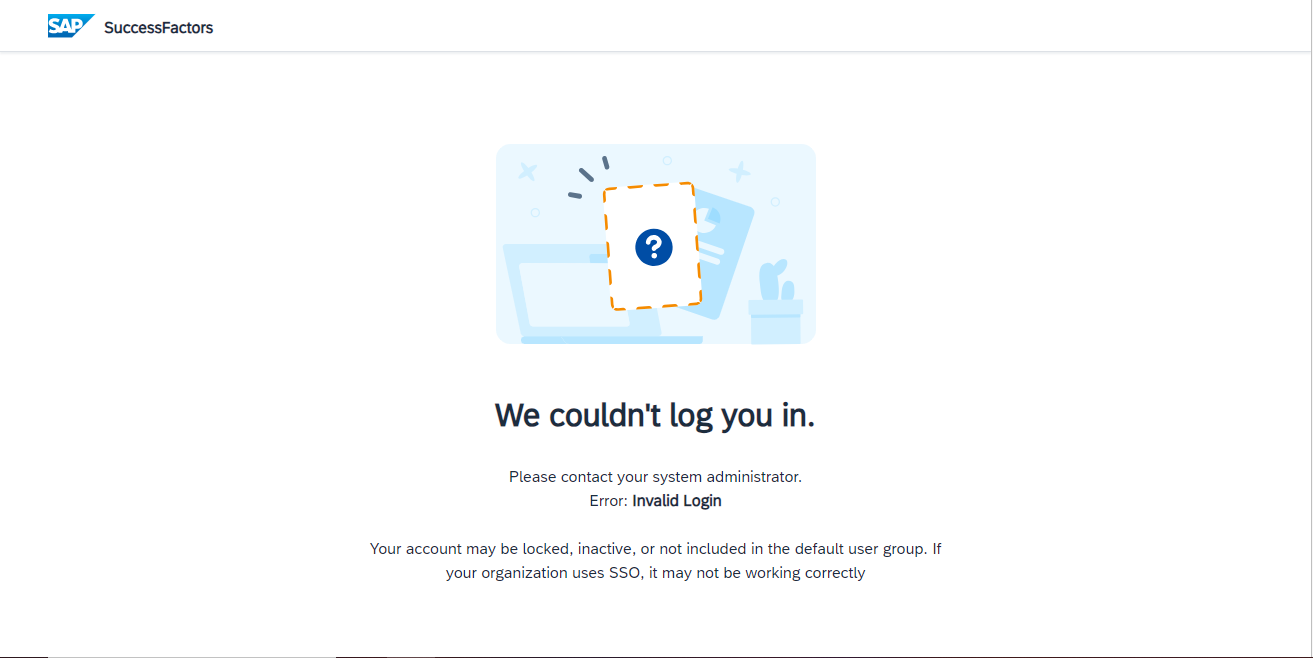 SAP SuccessFactors
?
We couldn't log you in.
Please contact your system administrator.
Error: Invalid Login
Your account may be locked, inactive, or not included in the default user group. If
your organization uses SSO, it may not be working correctly